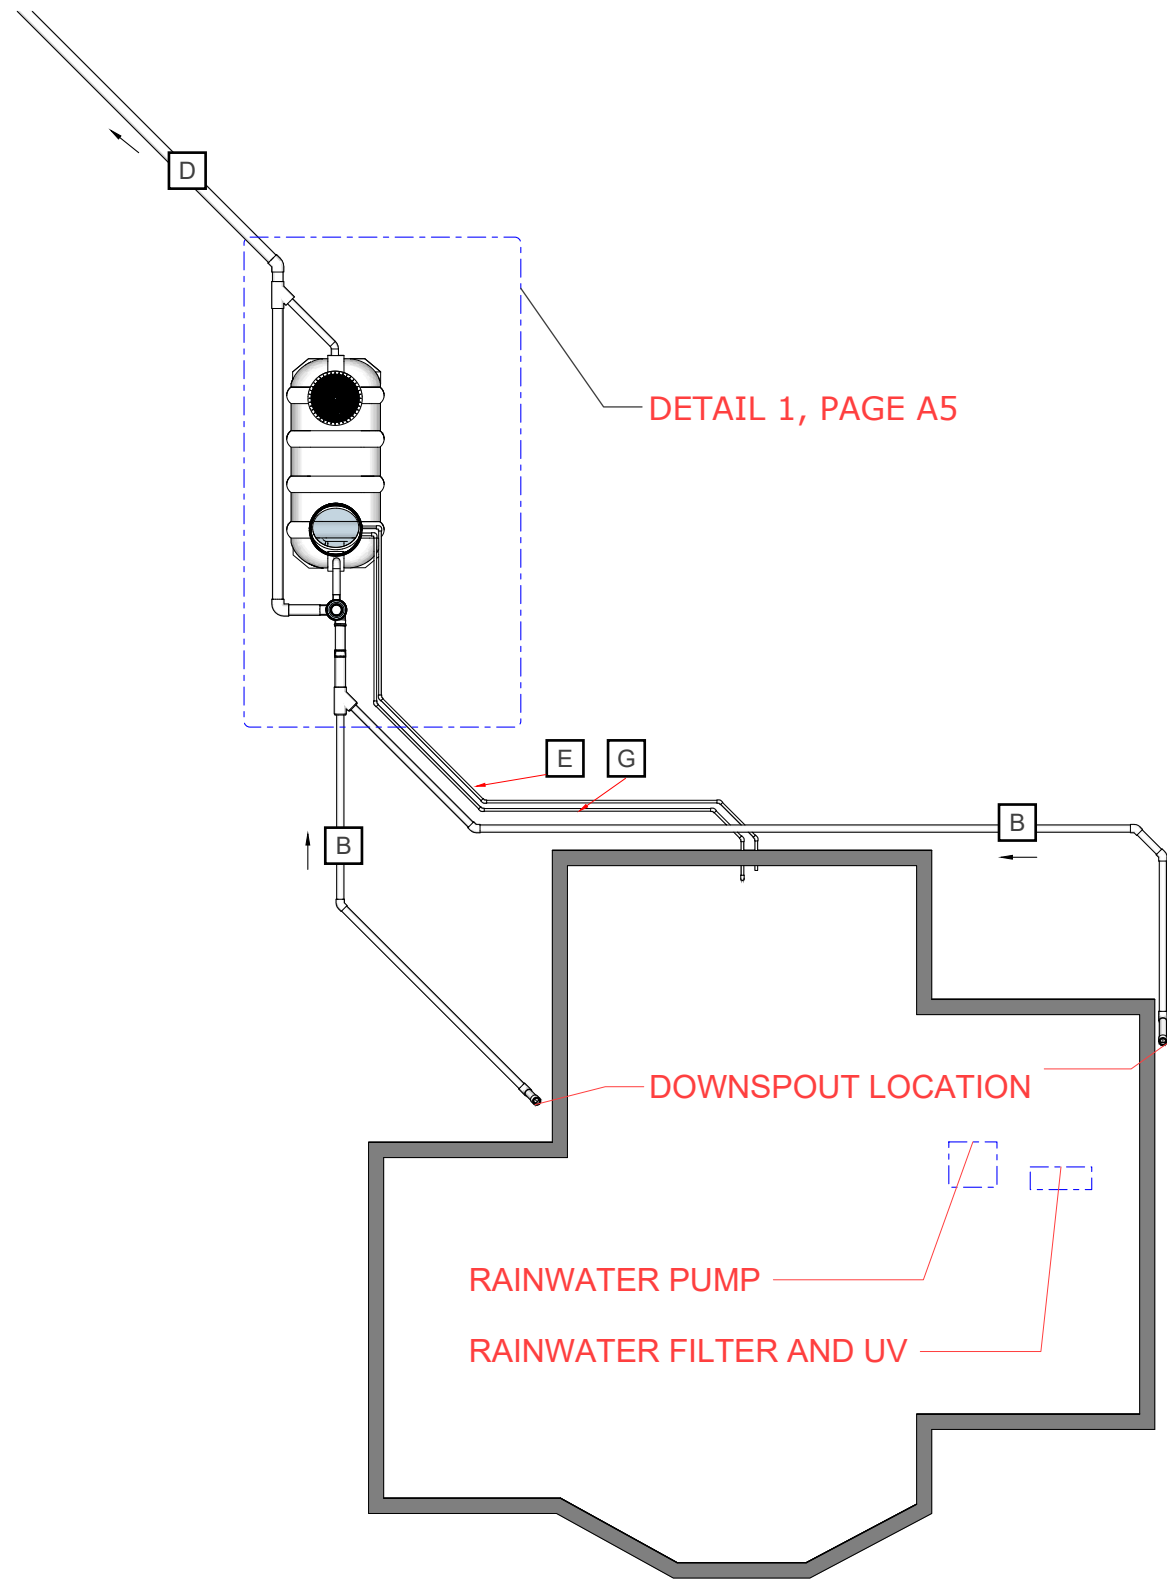 D
DETAIL 1, PAGE A5
E
G
B
B
DOWNSPOUT LOCATION
RAINWATER PUMP
RAINWATER FILTER AND UV